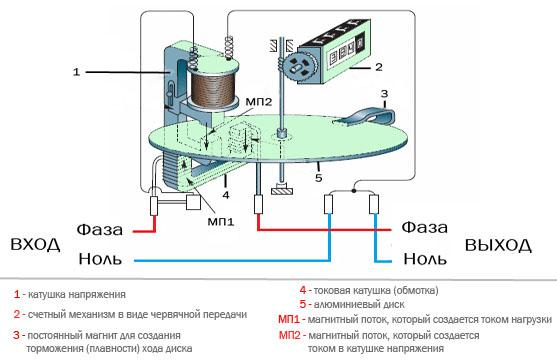 1
2
3
МП2
4
МП1
5
Фаза
ВХОД
Ноль
Фаза
ВЫХОД
Ноль
1 - катушка напряжения
2 - счетный механизм в виде червячной передачи
3 - постоянный магнит для создания
торможения (плавности) хода диска
4 - токовая катушка (обмотка)
5 - алюминиевый диск
МП1 - магнитный поток, который создается током нагрузки
МП2 - магнитный поток, который создается
током в катушке напряжения